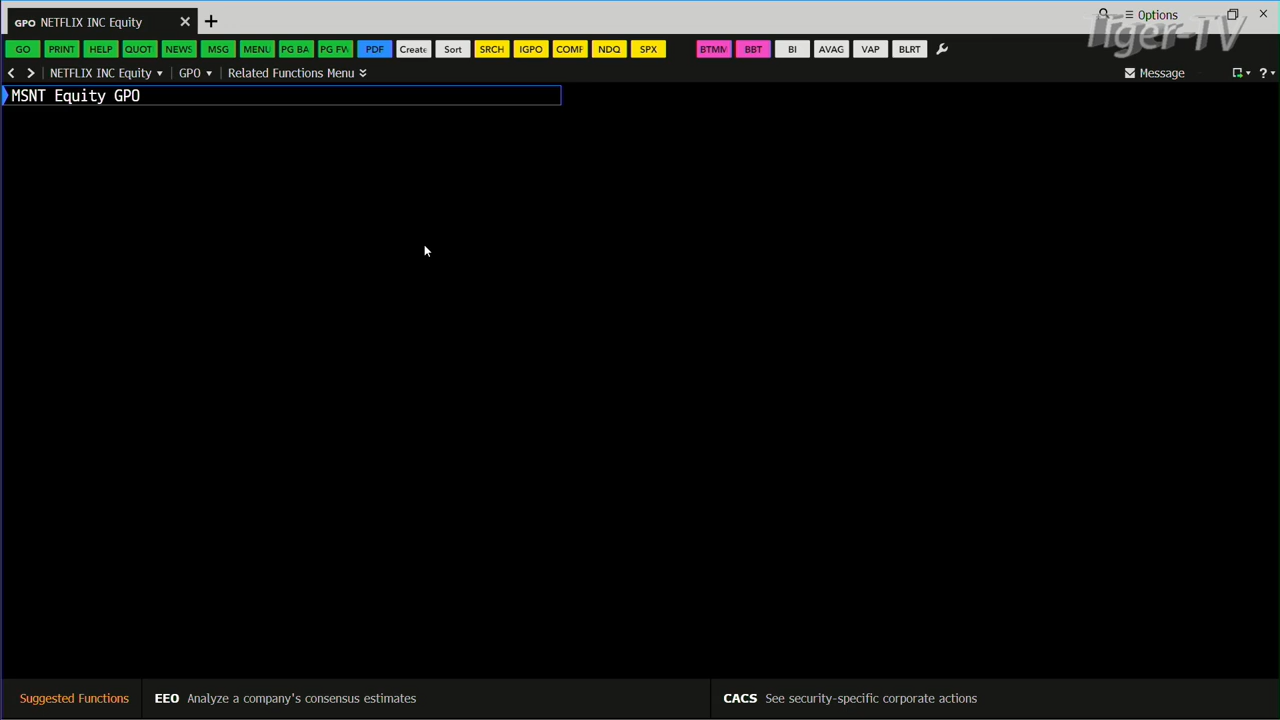 GPO NETFLIX INC Equity
Options
Tiger-TV
GO PRINT HELP QUOT NEWS MSG MENU PG BA PG FW PDF Create Sort SRCH IGPO COMF NDQ SPX BTMM BBT BI AVAG VAP BLRT
NETFLIX INC Equity GPO Related Functions Menu Message ?
MSNT Equity GPO
Suggested Functions EEO Analyze a company's consensus estimates CACS See security-specific corporate actions